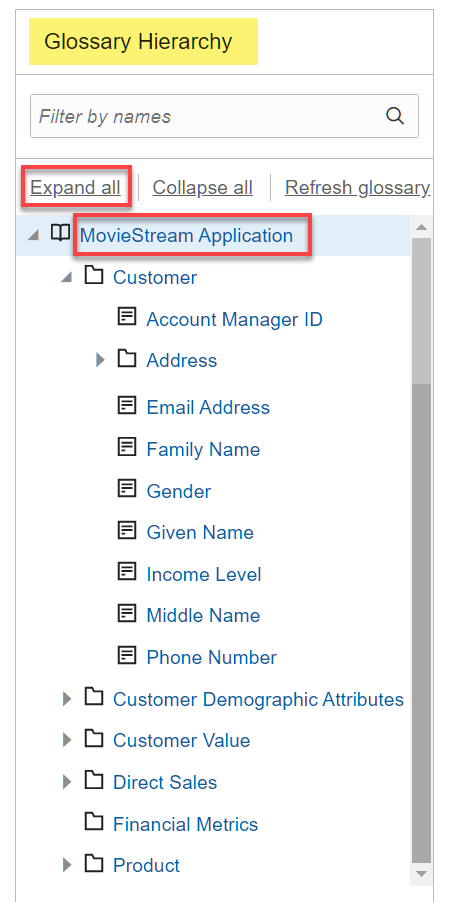 Glossary Hierarchy
Filter by names
Expand all Collapse all Refresh glossary
MovieStream Application
Customer
Account Manager ID
Address
Email Address
Family Name
Gender
Given Name
Income Level
Middle Name
Phone Number
Customer Demographic Attributes
Customer Value
Direct Sales
Financial Metrics
Product